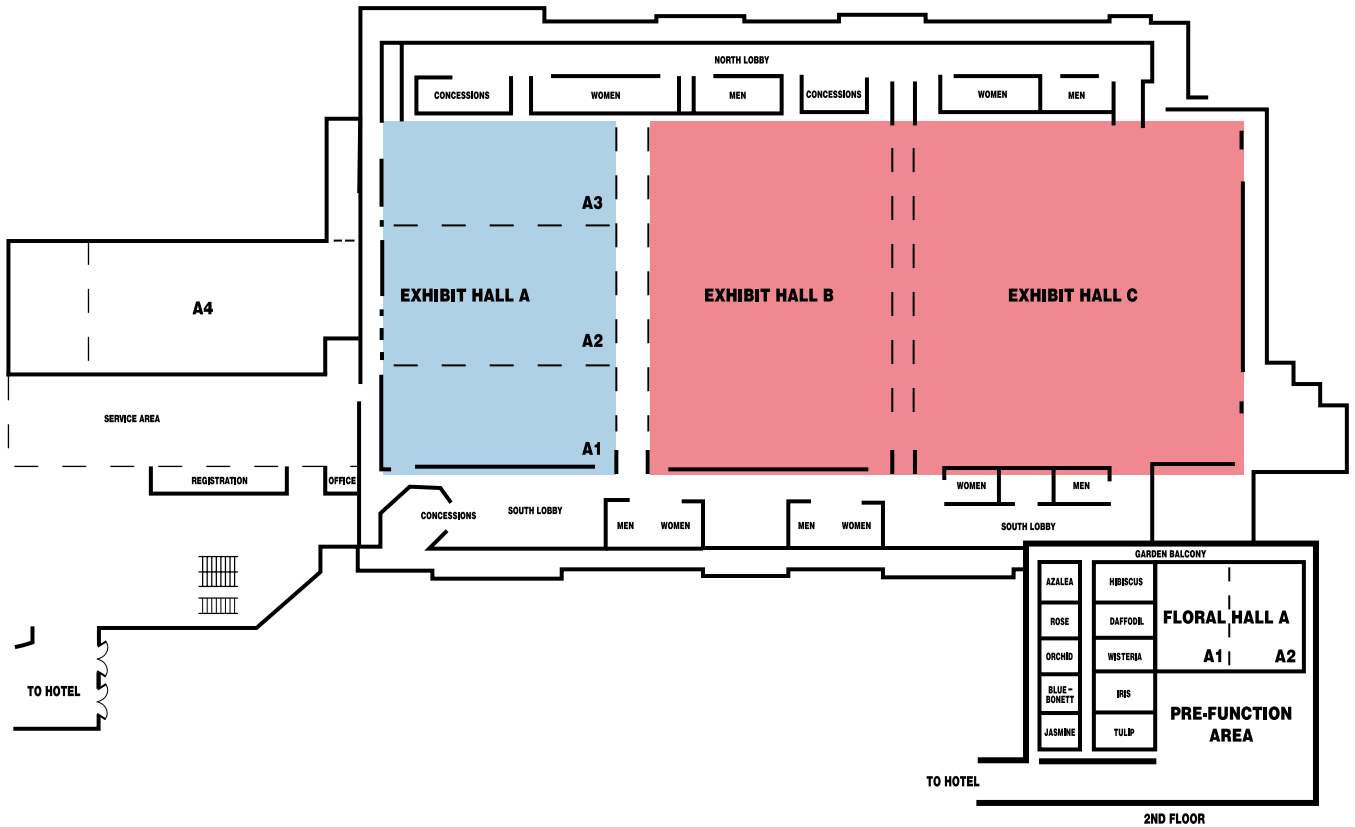 NORTH LOBBY
CONCESSIONS
WOMEN
MEN
CONCESSIONS
WOMEN
MEN
A3
EXHIBIT HALL A
EXHIBIT HALL B
EXHIBIT HALL C
A4
A2
A1
SERVICE AREA
REGISTRATION
OFFICE
CONCESSIONS
SOUTH LOBBY
MEN
WOMEN
MEN
WOMEN
WOMEN
MEN
SOUTH LOBBY
GARDEN BALCONY
AZALEA
HIBISCUS
ROSE
DAFFODIL
FLORAL HALL A
ORCHID
WISTERIA
A1
A2
BLUE-
BONETT
IRIS
PRE-FUNCTION
AREA
JASMINE
TULIP
TO HOTEL
TO HOTEL
2ND FLOOR